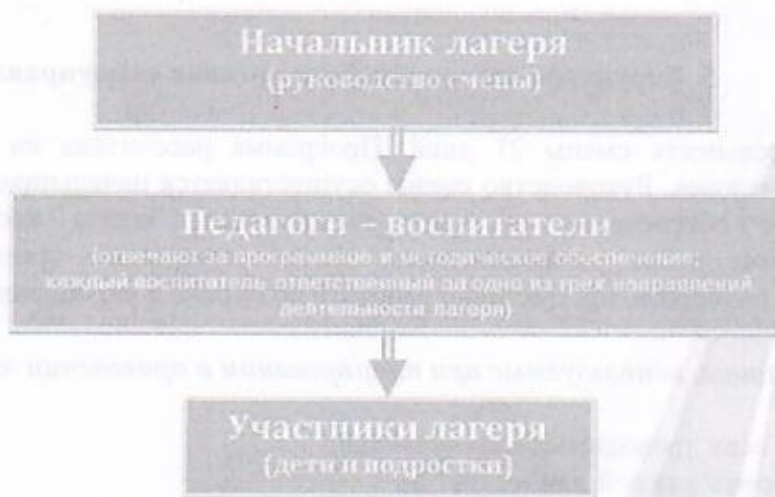 Начальник лагеря
(руководство смены)
Педагоги – воспитатели
(отвечают за программное и методическое обеспечение;
каждый воспитатель ответственный за одно из трёх направлений
деятельности лагеря)
Участники лагеря
(дети и подростки)